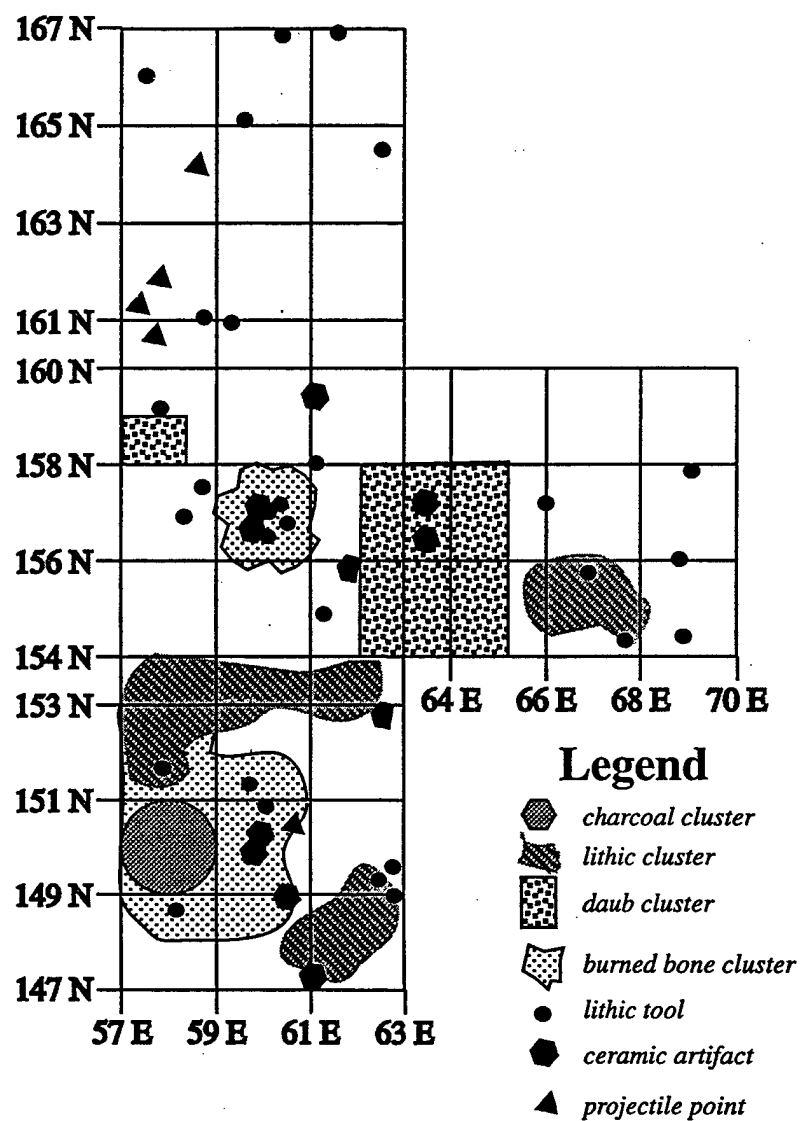 167 N
165 N
163 N
161 N
160 N
158 N
156 N
154 N
153 N
64 E 66 E 68 E 70 E
151 N
149 N
147 N
57 E 59 E 61 E 63 E
Legend
charcoal cluster
lithic cluster
daub cluster
burned bone cluster
lithic tool
ceramic artifact
projectile point